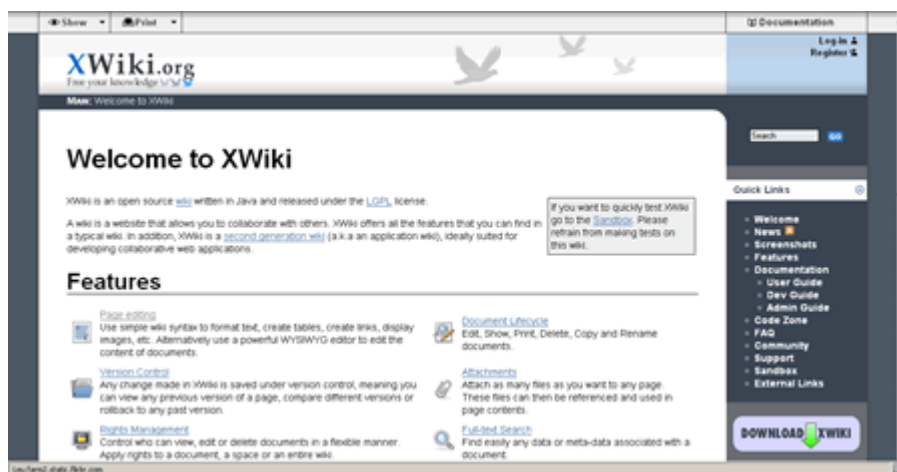 Show Print Documentation
Log-in
Register
XWiki.org
Free your knowledge
Main: Welcome to XWiki
Search GO
Welcome to XWiki
XWiki is an open source wiki written in Java and released under the LGPL license.
A wiki is a website that allows you to collaborate with others. XWiki offers all the features that you can find in
a typical wiki. In addition, XWiki is a second generation wiki (a.k.a an application wiki), ideally suited for
developing collaborative web applications.
If you want to quickly test XWiki
go to the Sandbox. Please
refrain from making tests on
this wiki.
Features
Page editing
Use simple wiki syntax to format text, create tables, create links, display
images, etc. Alternatively use a powerful WYSIWYG editor to edit the
content of documents.
Document Lifecycle
Edit, Show, Print, Delete, Copy and Rename
documents.
Version Control
Any change made in XWiki is saved under version control, meaning you
can view any previous version of a page, compare different versions or
rollback to any past version.
Attachments
Attach as many files as you want to any page.
These files can then be referenced and used in
page contents.
Rights Management
Control who can view, edit or delete documents in a flexible manner.
Apply rights to a document, a space or an entire wiki.
Full-text Search
Find easily any data or meta-data associated with a
document.
Quick Links
Welcome
News
Screenshots
Features
Documentation
User Guide
Dev Guide
Admin Guide
Code Zone
FAQ
Community
Support
Sandbox
External Links
DOWNLOAD XWIKI